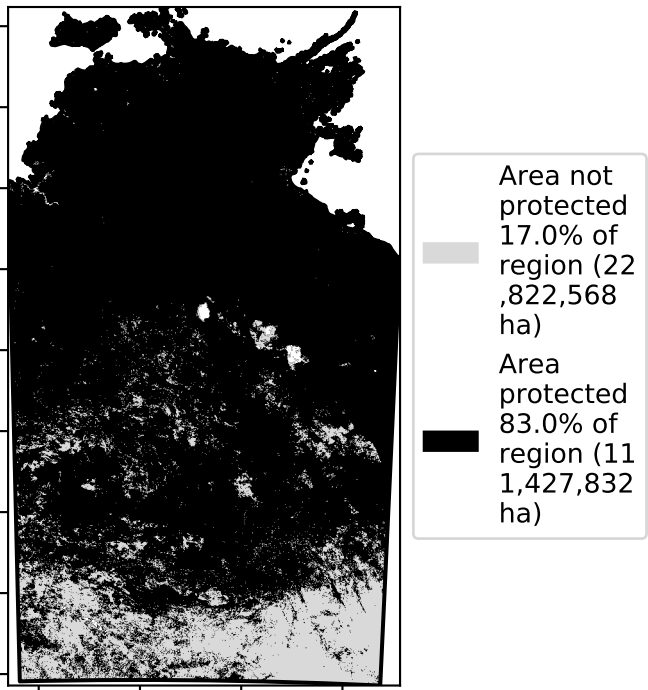 Area not
protected
17.0% of
region (22
,822,568
ha)
Area
protected
83.0% of
region (11
1,427,832
ha)